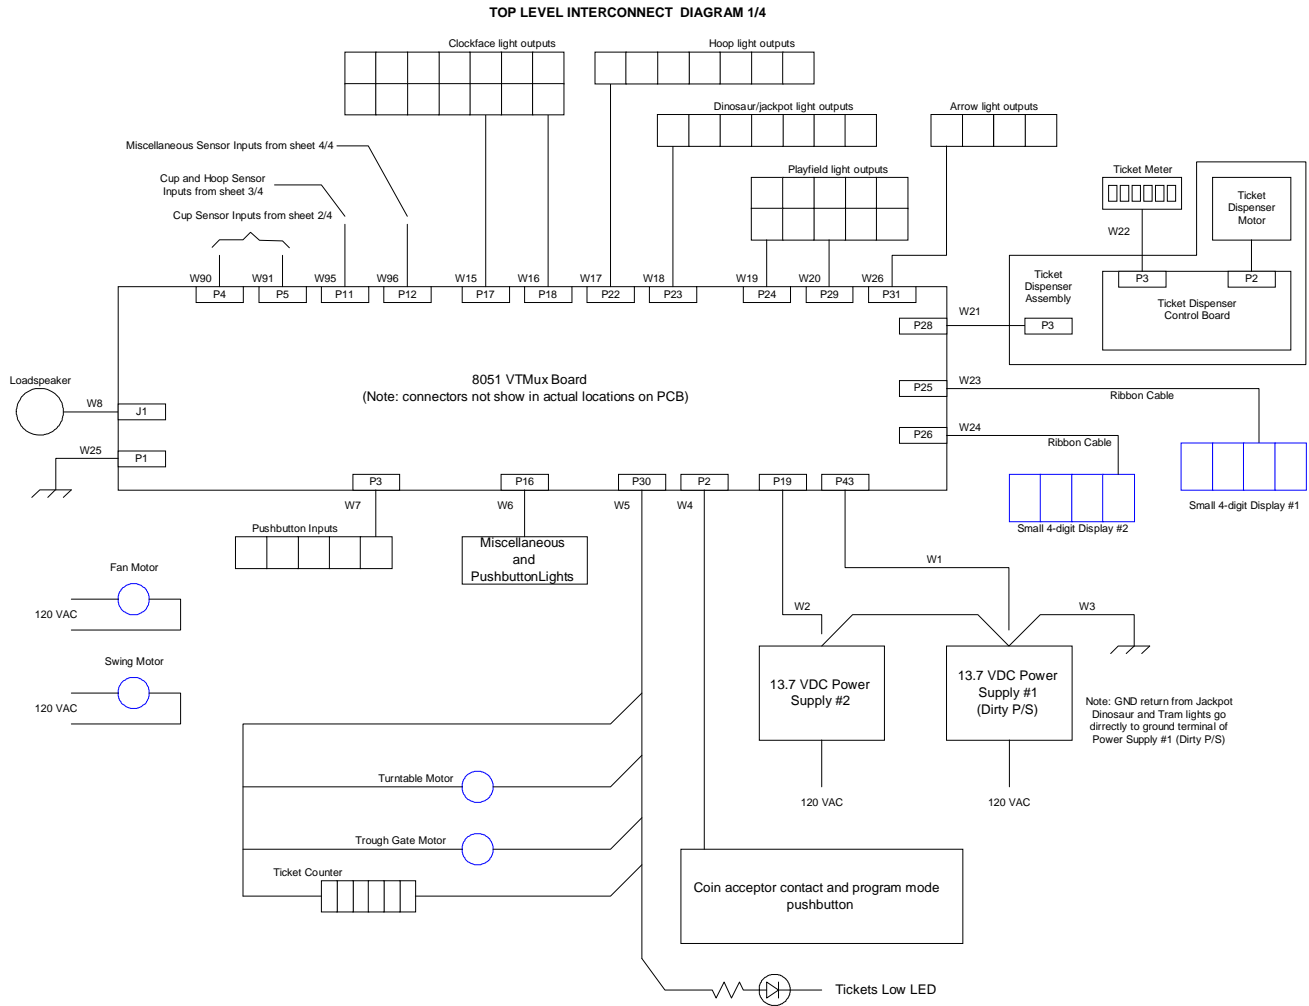 TOP LEVEL INTERCONNECT DIAGRAM 1/4
Clockface light outputs
Hoop light outputs
Dinosaur/jackpot light outputs
Arrow light outputs
Miscellaneous Sensor Inputs from sheet 4/4
Cup and Hoop Sensor
Inputs from sheet 3/4
Cup Sensor Inputs from sheet 2/4
Playfield light outputs
Ticket Meter
Ticket
Dispenser
Motor
W22
W90
W91
W95
W96
W15
W16
W17
W18
W19
W20
W26
P4
P5
P11
P12
P17
P18
P22
P23
P24
P29
P31
Ticket
Dispenser
Assembly
P3
P2
Ticket Dispenser
Control Board
P28
W21
P3
8051 VTMux Board
(Note: connectors not show in actual locations on PCB)
P25
W23
Ribbon Cable
P26
W24
Ribbon Cable
Loadspeaker
W8
J1
W25
P1
P3
P16
P30
P2
P19
P43
W7
W6
W5
W4
Small 4-digit Display #1
Small 4-digit Display #2
Pushbutton Inputs
Miscellaneous
and
PushbuttonLights
W1
Fan Motor
120 VAC
W2
W3
Swing Motor
120 VAC
13.7 VDC Power
Supply #2
13.7 VDC Power
Supply #1
(Dirty P/S)
Note: GND return from Jackpot
Dinosaur and Tram lights go
dirrectly to ground terminal of
Power Supply #1 (Dirty P/S)
120 VAC
120 VAC
Turntable Motor
Trough Gate Motor
Ticket Counter
Coin acceptor contact and program mode
pushbutton
Tickets Low LED